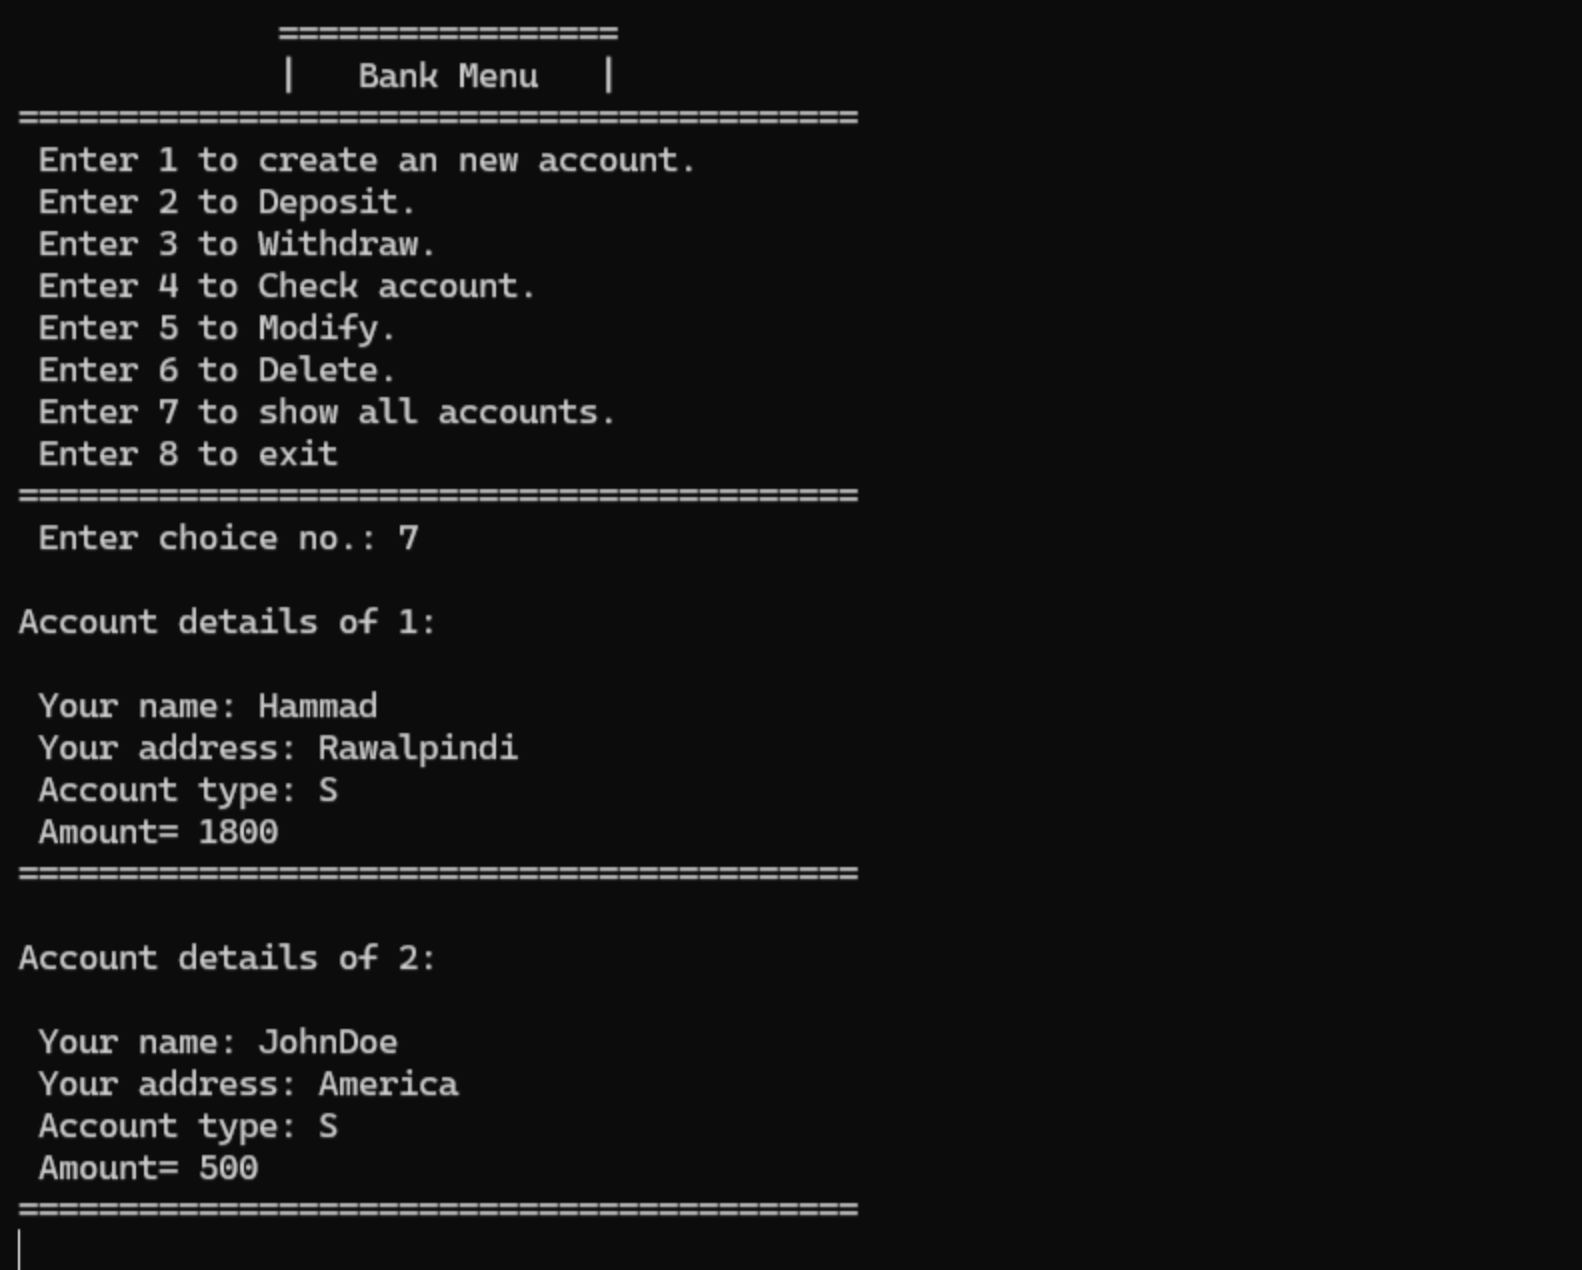 =================
|   Bank Menu   |
==========================================
Enter 1 to create an new account.
Enter 2 to Deposit.
Enter 3 to Withdraw.
Enter 4 to Check account.
Enter 5 to Modify.
Enter 6 to Delete.
Enter 7 to show all accounts.
Enter 8 to exit
==========================================
Enter choice no.: 7
Account details of 1:
Your name: Hammad
Your address: Rawalpindi
Account type: S
Amount= 1800
==========================================
Account details of 2:
Your name: JohnDoe
Your address: America
Account type: S
Amount= 500
==========================================